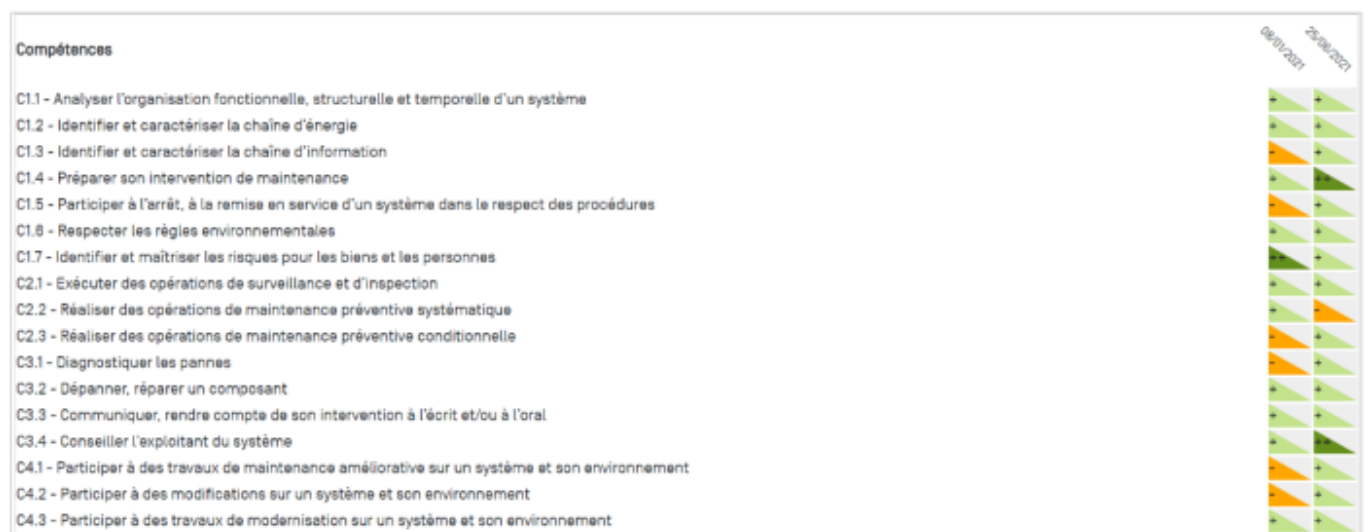 Compétences
08/01/2021 25/06/2021
C1.1 - Analyser l'organisation fonctionnelle, structurelle et temporelle d'un système + +
C1.2 - Identifier et caractériser la chaîne d'énergie + +
C1.3 - Identifier et caractériser la chaîne d'information - +
C1.4 - Préparer son intervention de maintenance + ++
C1.5 - Participer à l'arrêt, à la remise en service d'un système dans le respect des procédures - +
C1.6 - Respecter les règles environnementales + +
C1.7 - Identifier et maîtriser les risques pour les biens et les personnes ++ +
C2.1 - Exécuter des opérations de surveillance et d'inspection + +
C2.2 - Réaliser des opérations de maintenance préventive systématique + -
C2.3 - Réaliser des opérations de maintenance préventive conditionnelle - +
C3.1 - Diagnostiquer les pannes - +
C3.2 - Dépanner, réparer un composant + +
C3.3 - Communiquer, rendre compte de son intervention à l'écrit et/ou à l'oral + +
C3.4 - Conseiller l'exploitant du système + ++
C4.1 - Participer à des travaux de maintenance améliorative sur un système et son environnement - +
C4.2 - Participer à des modifications sur un système et son environnement - +
C4.3 - Participer à des travaux de modernisation sur un système et son environnement + +